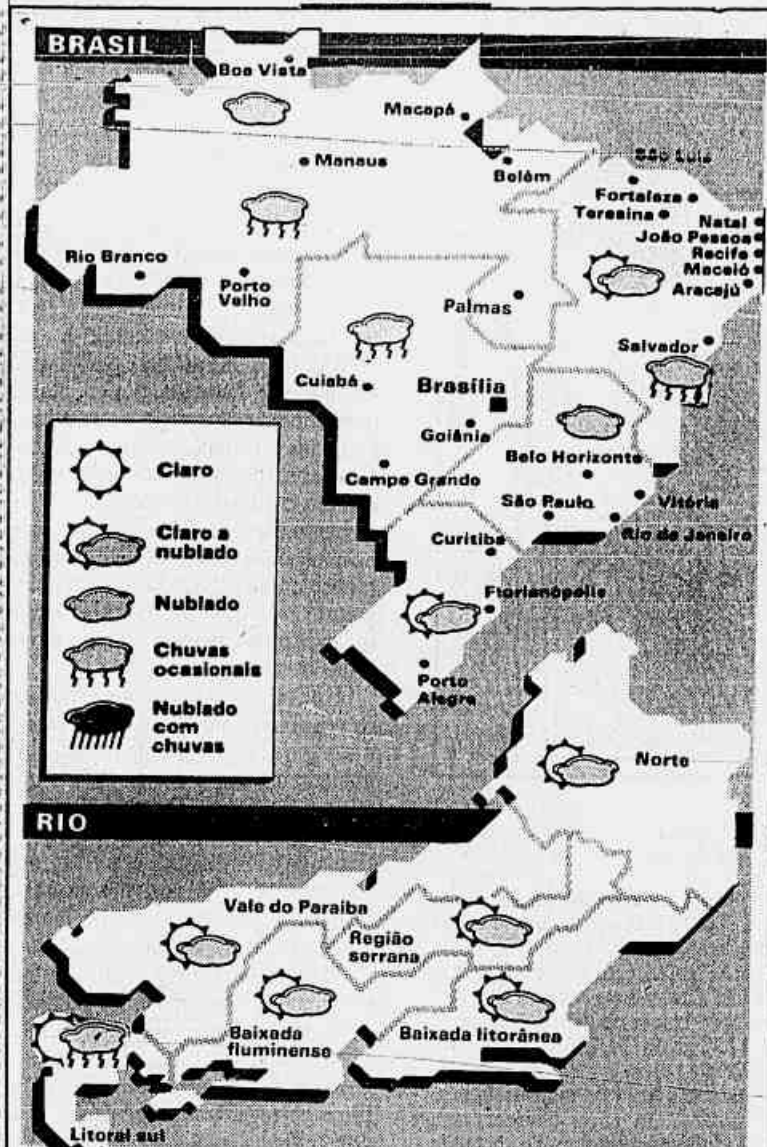 BRASIL
Boa Vista
Macapá
Manaus
Belém
São Luís
Fortaleza
Teresina
Natal
João Pessoa
Recife
Maceió
Aracajú
Rio Branco
Porto
Velho
Palmas
Salvador
Cuiabá
Brasília
Goiânia
Belo Horizonte
Campo Grande
São Paulo
Vitória
Rio de Janeiro
Curitiba
Florianópolis
Porto
Alegre
Claro
Claro a
nublado
Nublado
Chuvas
ocasionais
Nublado
com
chuvas
RIO
Norte
Vale do Paraíba
Região
serrana
Baixada
fluminense
Baixada litorânea
Litoral sul